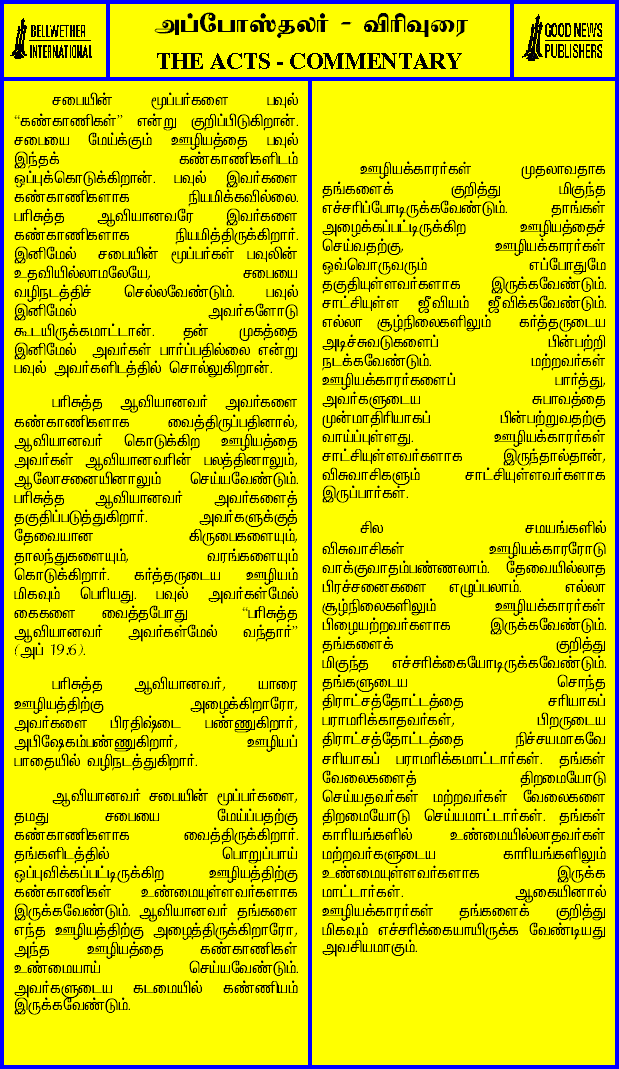 BELLWETHER
INTERNATIONAL
அப்போஸ்தலர் - விரிவுரை
THE ACTS - COMMENTARY
GOOD NEWS
PUBLISHERS
சபையின் மூப்பர்களை பவுல்
“கண்காணிகள்” என்று குறிப்பிடுகிறான்.
சபையை மேய்க்கும் ஊழியத்தை பவுல்
இந்தக் கண்காணிகளிடம்
ஒப்புக்கொடுக்கிறான். பவுல் இவர்களை
கண்காணிகளாக நியமிக்கவில்லை.
பரிசுத்த ஆவியானவரே இவர்களை
கண்காணிகளாக நியமித்திருக்கிறார்.
இனிமேல் சபையின் மூப்பர்கள் பவுலின்
உதவியில்லாமலேயே, சபையை
வழிநடத்திச் செல்லவேண்டும். பவுல்
இனிமேல் அவர்களோடு
கூடயிருக்கமாட்டான். தன் முகத்தை
இனிமேல் அவர்கள் பார்ப்பதில்லை என்று
பவுல் அவர்களிடத்தில் சொல்லுகிறான்.
பரிசுத்த ஆவியானவர் அவர்களை
கண்காணிகளாக வைத்திருப்பதினால்,
ஆவியானவர் கொடுக்கிற ஊழியத்தை
அவர்கள் ஆவியானவரின் பலத்தினாலும்,
ஆலோசனையினாலும் செய்யவேண்டும்.
பரிசுத்த ஆவியானவர் அவர்களைத்
தகுதிப்படுத்துகிறார். அவர்களுக்குத்
தேவையான கிருபைகளையும்,
தாலந்துகளையும், வரங்களையும்
கொடுக்கிறார். கர்த்தருடைய ஊழியம்
மிகவும் பெரியது. பவுல் அவர்கள்மேல்
கைகளை வைத்தபோது “பரிசுத்த
ஆவியானவர் அவர்கள்மேல் வந்தார்”
(அப் 19;6).
பரிசுத்த ஆவியானவர், யாரை
ஊழியத்திற்கு அழைக்கிறாரோ,
அவர்களை பிரதிஷ்டை பண்ணுகிறார்,
அபிஷேகம்பண்ணுகிறார், ஊழியப்
பாதையில் வழிநடத்துகிறார்.
ஆவியானவர் சபையின் மூப்பர்களை,
தமது சபையை மேய்ப்பதற்கு
கண்காணிகளாக வைத்திருக்கிறார்.
தங்களிடத்தில் பொறுப்பாய்
ஒப்புவிக்கப்பட்டிருக்கிற ஊழியத்திற்கு
கண்காணிகள் உண்மையுள்ளவர்களாக
இருக்கவேண்டும். ஆவியானவர் தங்களை
எந்த ஊழியத்திற்கு அழைத்திருக்கிறாரோ,
அந்த ஊழியத்தை கண்காணிகள்
உண்மையாய் செய்யவேண்டும்.
அவர்களுடைய கடமையில் கண்ணியம்
இருக்கவேண்டும்.
ஊழியக்காரர்கள் முதலாவதாக
தங்களைக் குறித்து மிகுந்த
எச்சரிப்போடிருக்கவேண்டும். தாங்கள்
அழைக்கப்பட்டிருக்கிற ஊழியத்தைச்
செய்வதற்கு, ஊழியக்காரர்கள்
ஒவ்வொருவரும் எப்போதுமே
தகுதியுள்ளவர்களாக இருக்கவேண்டும்.
சாட்சியுள்ள ஜீவியம் ஜீவிக்கவேண்டும்.
எல்லா சூழ்நிலைகளிலும் கர்த்தருடைய
அடிச்சுவடுகளைப் பின்பற்றி
நடக்கவேண்டும். மற்றவர்கள்
ஊழியக்காரர்களைப் பார்த்து,
அவர்களுடைய சுபாவத்தை
முன்மாதிரியாகப் பின்பற்றுவதற்கு
வாய்ப்புள்ளது. ஊழியக்காரர்கள்
சாட்சியுள்ளவர்களாக இருந்தால்தான்,
விசுவாசிகளும் சாட்சியுள்ளவர்களாக
இருப்பார்கள்.
சில சமயங்களில்
விசுவாசிகள் ஊழியக்காரரோடு
வாக்குவாதம்பண்ணலாம். தேவையில்லாத
பிரச்சனைகளை எழுப்பலாம். எல்லா
சூழ்நிலைகளிலும் ஊழியக்காரர்கள்
பிழையற்றவர்களாக இருக்கவேண்டும்.
தங்களைக் குறித்து
மிகுந்த எச்சரிக்கையோடிருக்கவேண்டும்.
தங்களுடைய சொந்த
திராட்சத்தோட்டத்தை சரியாகப்
பராமரிக்காதவர்கள், பிறருடைய
திராட்சத்தோட்டத்தை நிச்சயமாகவே
சரியாகப் பராமரிக்கமாட்டார்கள். தங்கள்
வேலைகளைத் திறமையோடு
செய்யதவர்கள் மற்றவர்கள் வேலைகளை
திறமையோடு செய்யமாட்டார்கள். தங்கள்
காரியங்களில் உண்மையில்லாதவர்கள்
மற்றவர்களுடைய காரியங்களிலும்
உண்மையுள்ளவர்களாக இருக்க
மாட்டார்கள். ஆகையினால்
ஊழியக்காரர்கள் தங்களைக் குறித்து
மிகவும் எச்சரிக்கையாயிருக்க வேண்டியது
அவசியமாகும்.